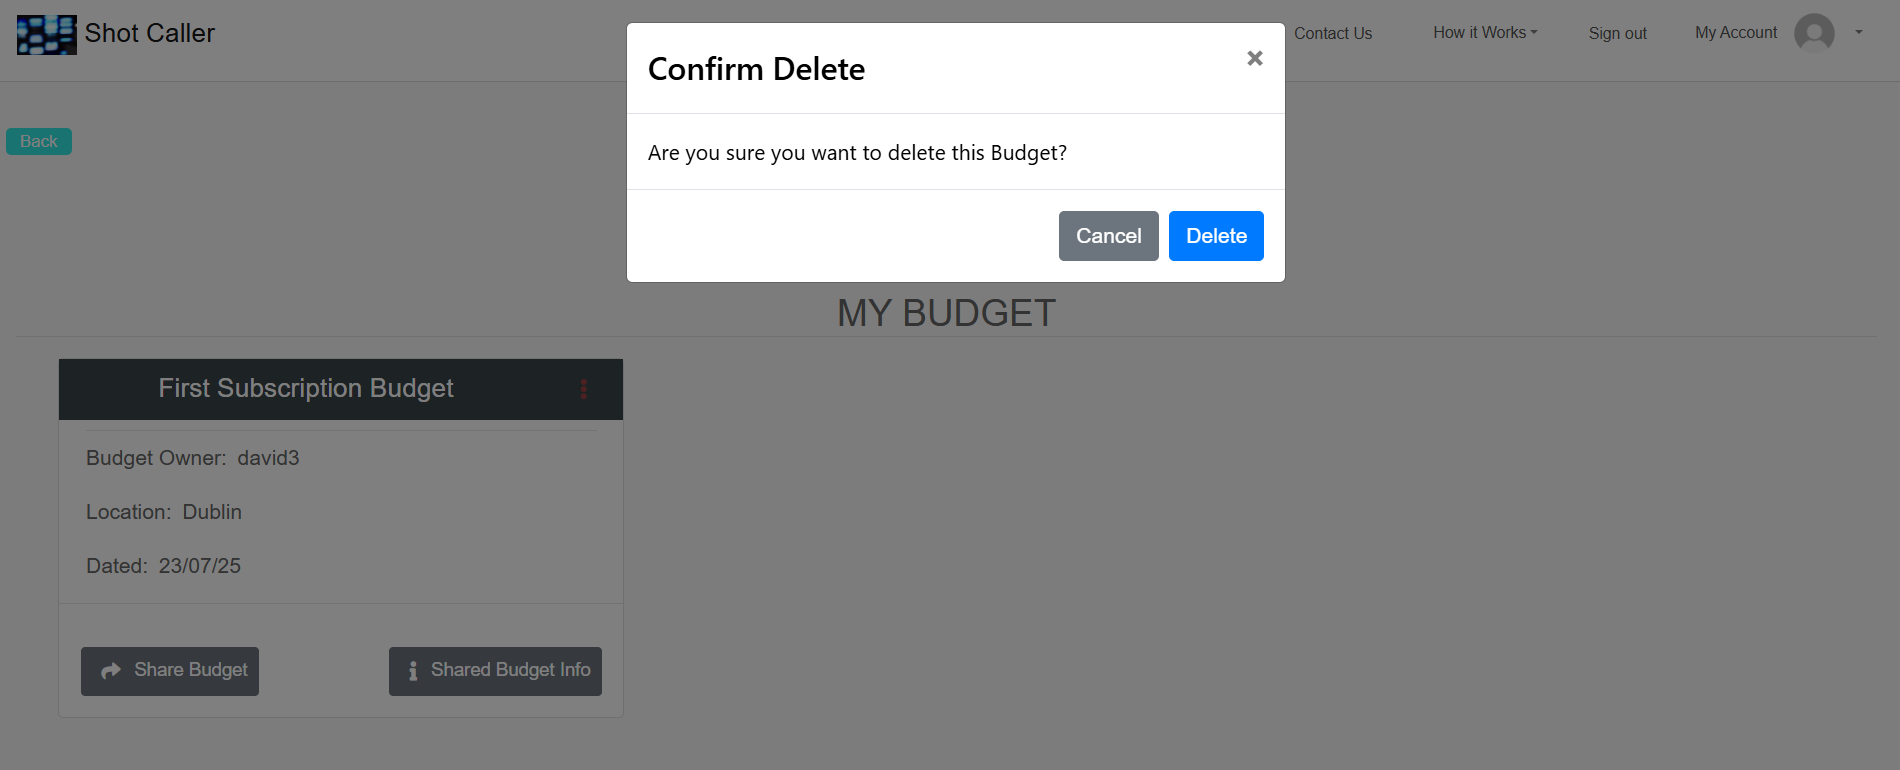 Shot Caller
Contact Us
How it Works
Sign out
My Account
Confirm Delete
×
Back
Are you sure you want to delete this Budget?
Cancel
Delete
MY BUDGET
First Subscription Budget
Budget Owner: david3
Location: Dublin
Dated: 23/07/25
Share Budget
Shared Budget Info